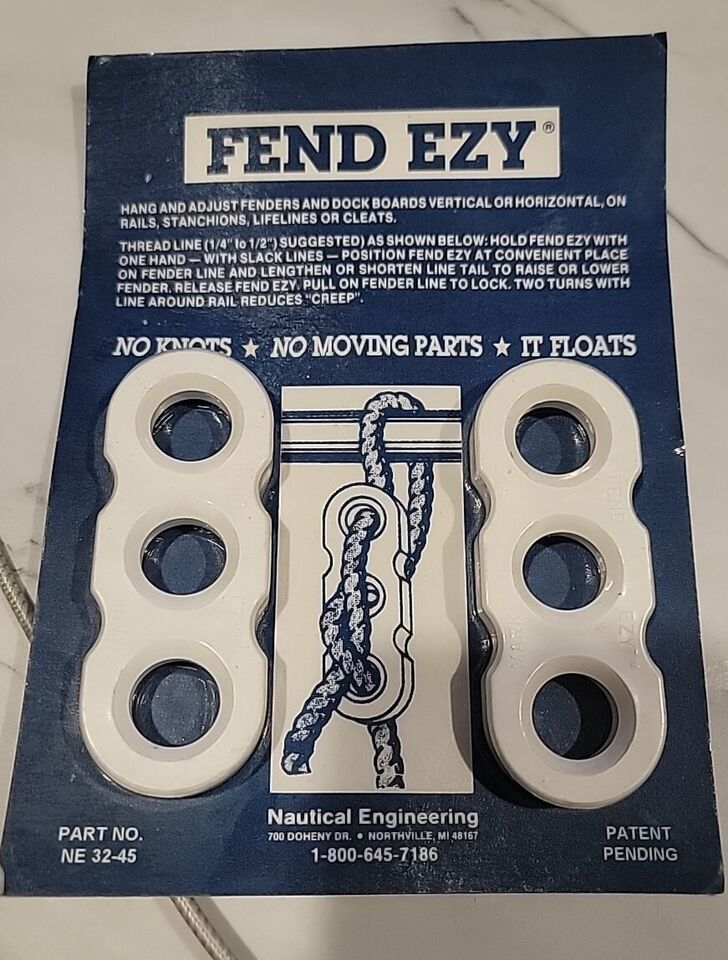 FEND EZY®
HANG AND ADJUST FENDERS AND DOCK BOARDS VERTICAL OR HORIZONTAL, ON
RAILS, STANCHIONS, LIFELINES OR CLEATS.
THREAD LINE (1/4" to 1/2") SUGGESTED) AS SHOWN BELOW: HOLD FEND EZY WITH
ONE HAND — WITH SLACK LINES — POSITION FEND EZY AT CONVENIENT PLACE
ON FENDER LINE AND LENGTHEN OR SHORTEN LINE TAIL TO RAISE OR LOWER
FENDER. RELEASE FEND EZY. PULL ON FENDER LINE TO LOCK. TWO TURNS WITH
LINE AROUND RAIL REDUCES "CREEP".
NO KNOTS ★ NO MOVING PARTS ★ IT FLOATS
MARK
EZY
FEND
MARK
EZY
Nautical Engineering
700 DOHENY DR. • NORTHVILLE, MI 48167
1-800-645-7186
PART NO.
NE 32-45
PATENT
PENDING